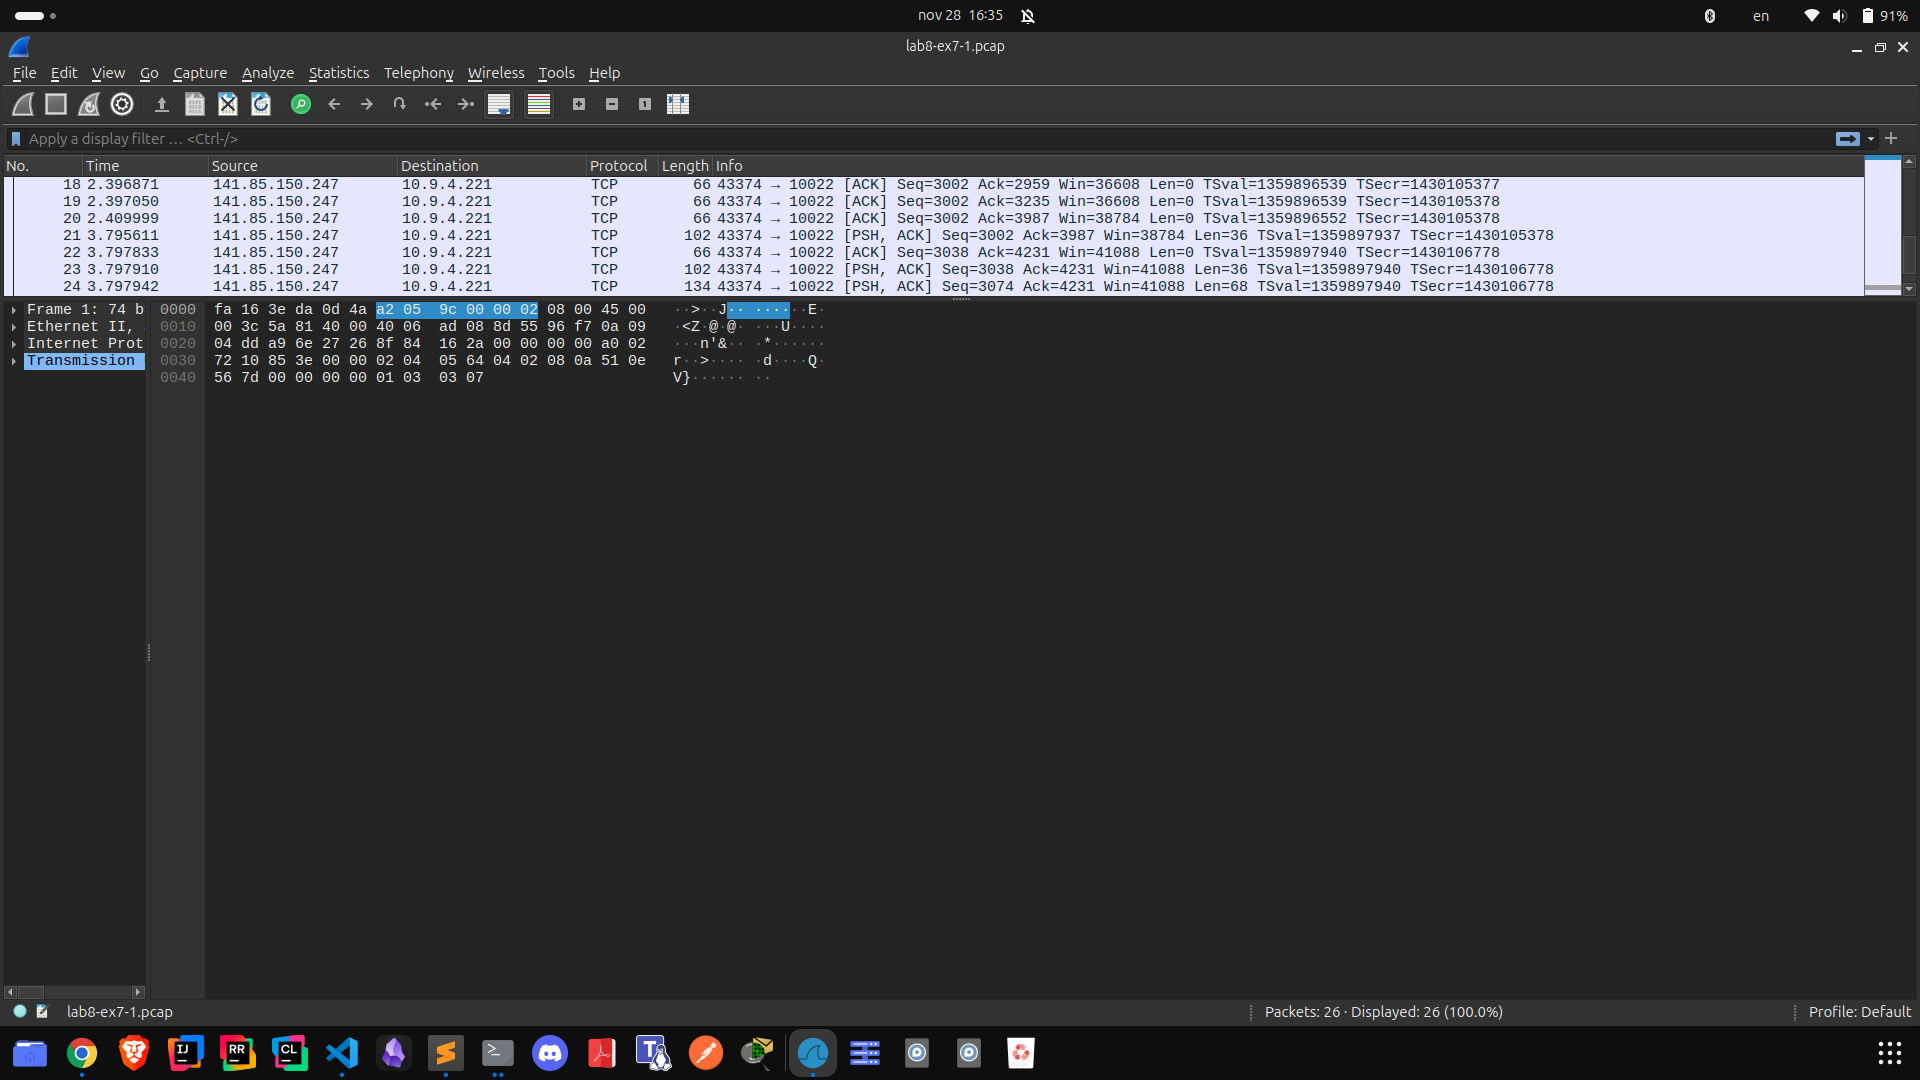 nov 28 16:35
en
91%
lab8-ex7-1.pcap
File Edit View Go Capture Analyze Statistics Telephony Wireless Tools Help
Apply a display filter … <Ctrl-/>
No. Time Source Destination Protocol Length Info
18 2.396871 141.85.150.247 10.9.4.221 TCP 66 43374 → 10022 [ACK] Seq=3002 Ack=2959 Win=36608 Len=0 TSval=1359896539 TSecr=1430105377
19 2.397050 141.85.150.247 10.9.4.221 TCP 66 43374 → 10022 [ACK] Seq=3002 Ack=3235 Win=36608 Len=0 TSval=1359896539 TSecr=1430105378
20 2.409999 141.85.150.247 10.9.4.221 TCP 66 43374 → 10022 [ACK] Seq=3002 Ack=3987 Win=38784 Len=0 TSval=1359896552 TSecr=1430105378
21 3.795611 141.85.150.247 10.9.4.221 TCP 102 43374 → 10022 [PSH, ACK] Seq=3002 Ack=3987 Win=38784 Len=36 TSval=1359897937 TSecr=1430105378
22 3.797833 141.85.150.247 10.9.4.221 TCP 66 43374 → 10022 [ACK] Seq=3038 Ack=4231 Win=41088 Len=0 TSval=1359897940 TSecr=1430106778
23 3.797910 141.85.150.247 10.9.4.221 TCP 102 43374 → 10022 [PSH, ACK] Seq=3038 Ack=4231 Win=41088 Len=36 TSval=1359897940 TSecr=1430106778
24 3.797942 141.85.150.247 10.9.4.221 TCP 134 43374 → 10022 [PSH, ACK] Seq=3074 Ack=4231 Win=41088 Len=68 TSval=1359897940 TSecr=1430106778
Frame 1: 74 b
Ethernet II,
Internet Prot
Transmission
0000 fa 16 3e da 0d 4a a2 05 9c 00 00 02 08 00 45 00 ··>··J·· ······E·
0010 00 3c 5a 81 40 00 40 06 ad 08 8d 55 96 f7 0a 09 ·<Z·@·@· ···U····
0020 04 dd a9 6e 27 26 8f 84 16 2a 00 00 00 00 a0 02 ···n'&·· ·*······
0030 72 10 85 3e 00 00 02 04 05 64 04 02 08 0a 51 0e r··>···· ·d····Q·
0040 56 7d 00 00 00 00 01 03 03 07 V}······ ··
lab8-ex7-1.pcap
Packets: 26 · Displayed: 26 (100.0%)
Profile: Default
IJ
RR
CL
T